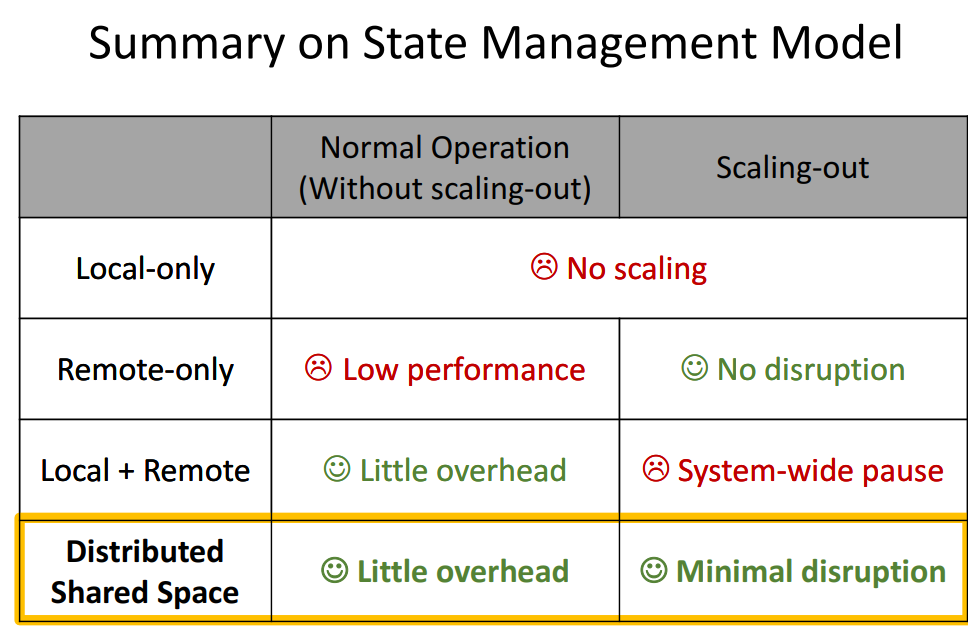 Summary on State Management Model
Normal Operation
(Without scaling-out)
Scaling-out
Local-only
☹ No scaling
Remote-only
☹ Low performance
☺ No disruption
Local + Remote
☺ Little overhead
☹ System-wide pause
Distributed
Shared Space
☺ Little overhead
☺ Minimal disruption